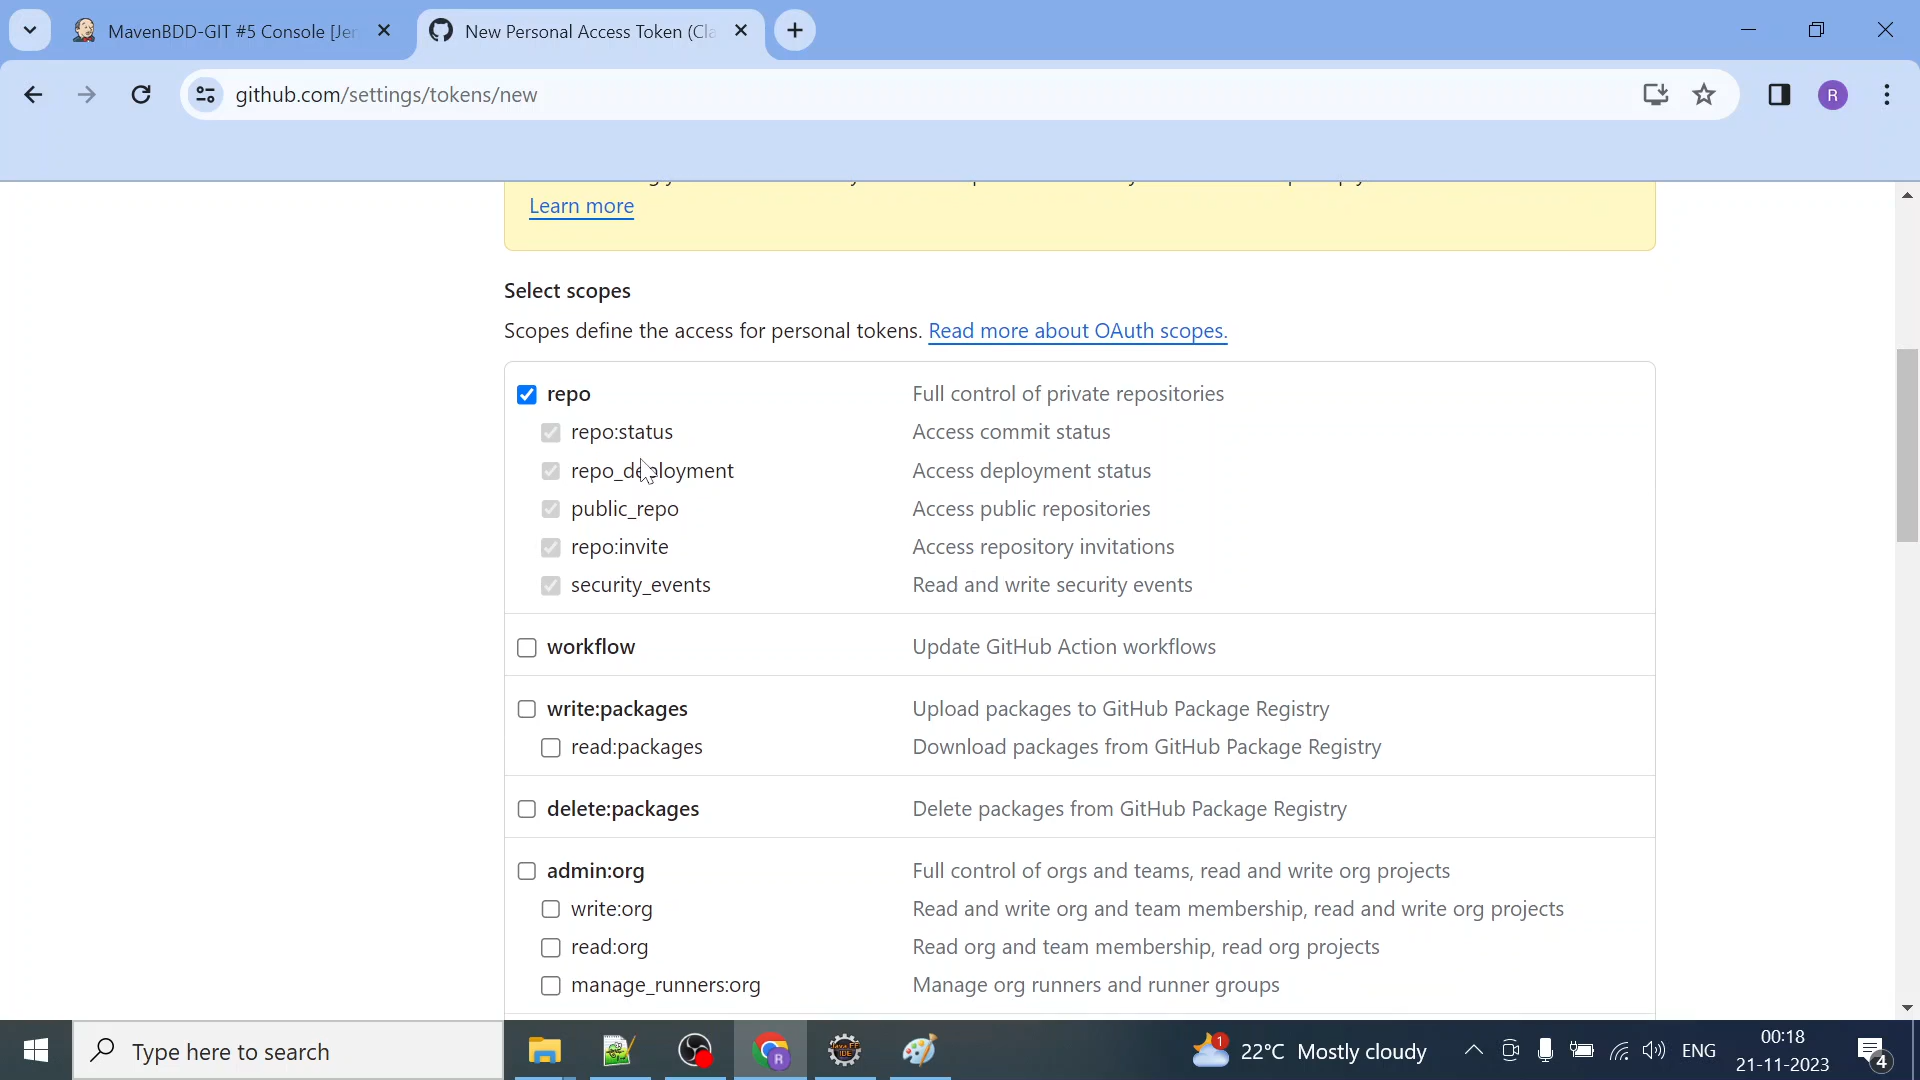 MavenBDD-GIT #5 Console [Jer
New Personal Access Token (Cla
github.com/settings/tokens/new
Learn more
Select scopes
Scopes define the access for personal tokens. Read more about OAuth scopes.
repo Full control of private repositories
repo:status Access commit status
repo_deployment Access deployment status
public_repo Access public repositories
repo:invite Access repository invitations
security_events Read and write security events
workflow Update GitHub Action workflows
write:packages Upload packages to GitHub Package Registry
read:packages Download packages from GitHub Package Registry
delete:packages Delete packages from GitHub Package Registry
admin:org Full control of orgs and teams, read and write org projects
write:org Read and write org and team membership, read and write org projects
read:org Read org and team membership, read org projects
manage_runners:org Manage org runners and runner groups
Type here to search
R
R
Java EE
IDE
1
22°C Mostly cloudy
ENG
00:18
21-11-2023
4